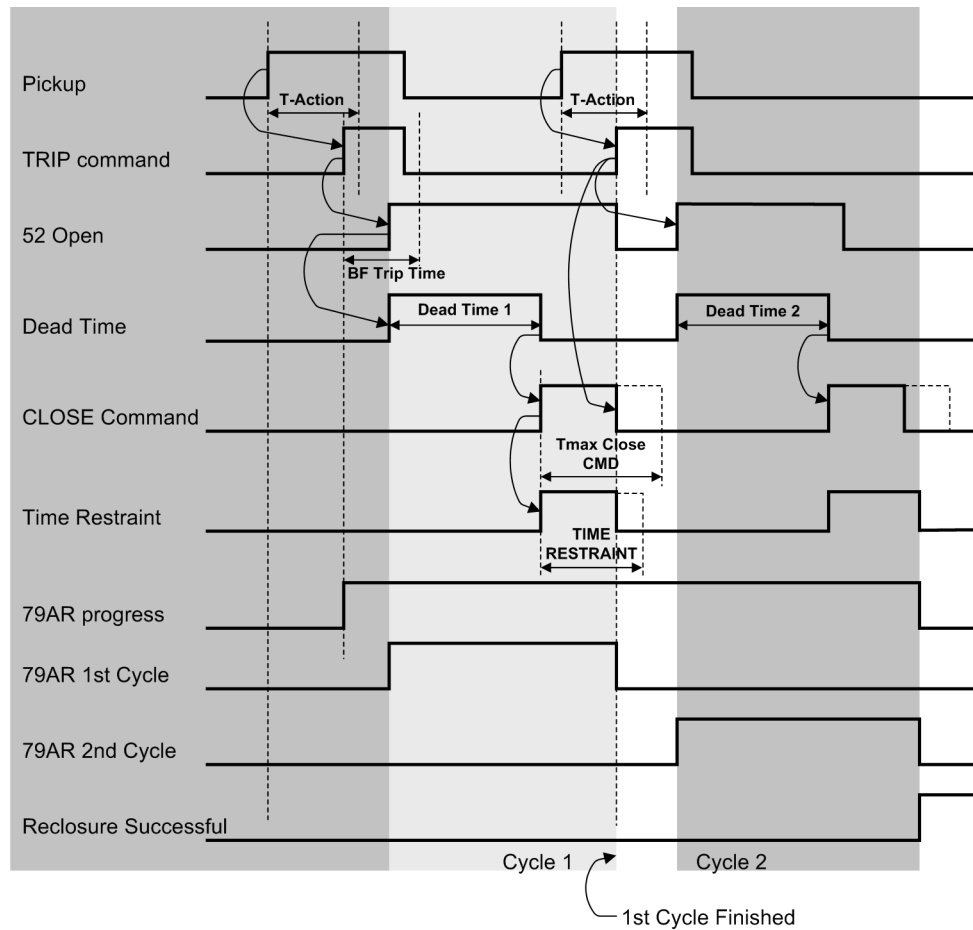 Pickup
T-Action
T-Action
TRIP command
52 Open
BF Trip Time
Dead Time
Dead Time 1
Dead Time 2
CLOSE Command
Tmax Close
CMD
Time Restraint
TIME
RESTRAINT
79AR progress
79AR 1st Cycle
79AR 2nd Cycle
Reclosure Successful
Cycle 1
Cycle 2
1st Cycle Finished